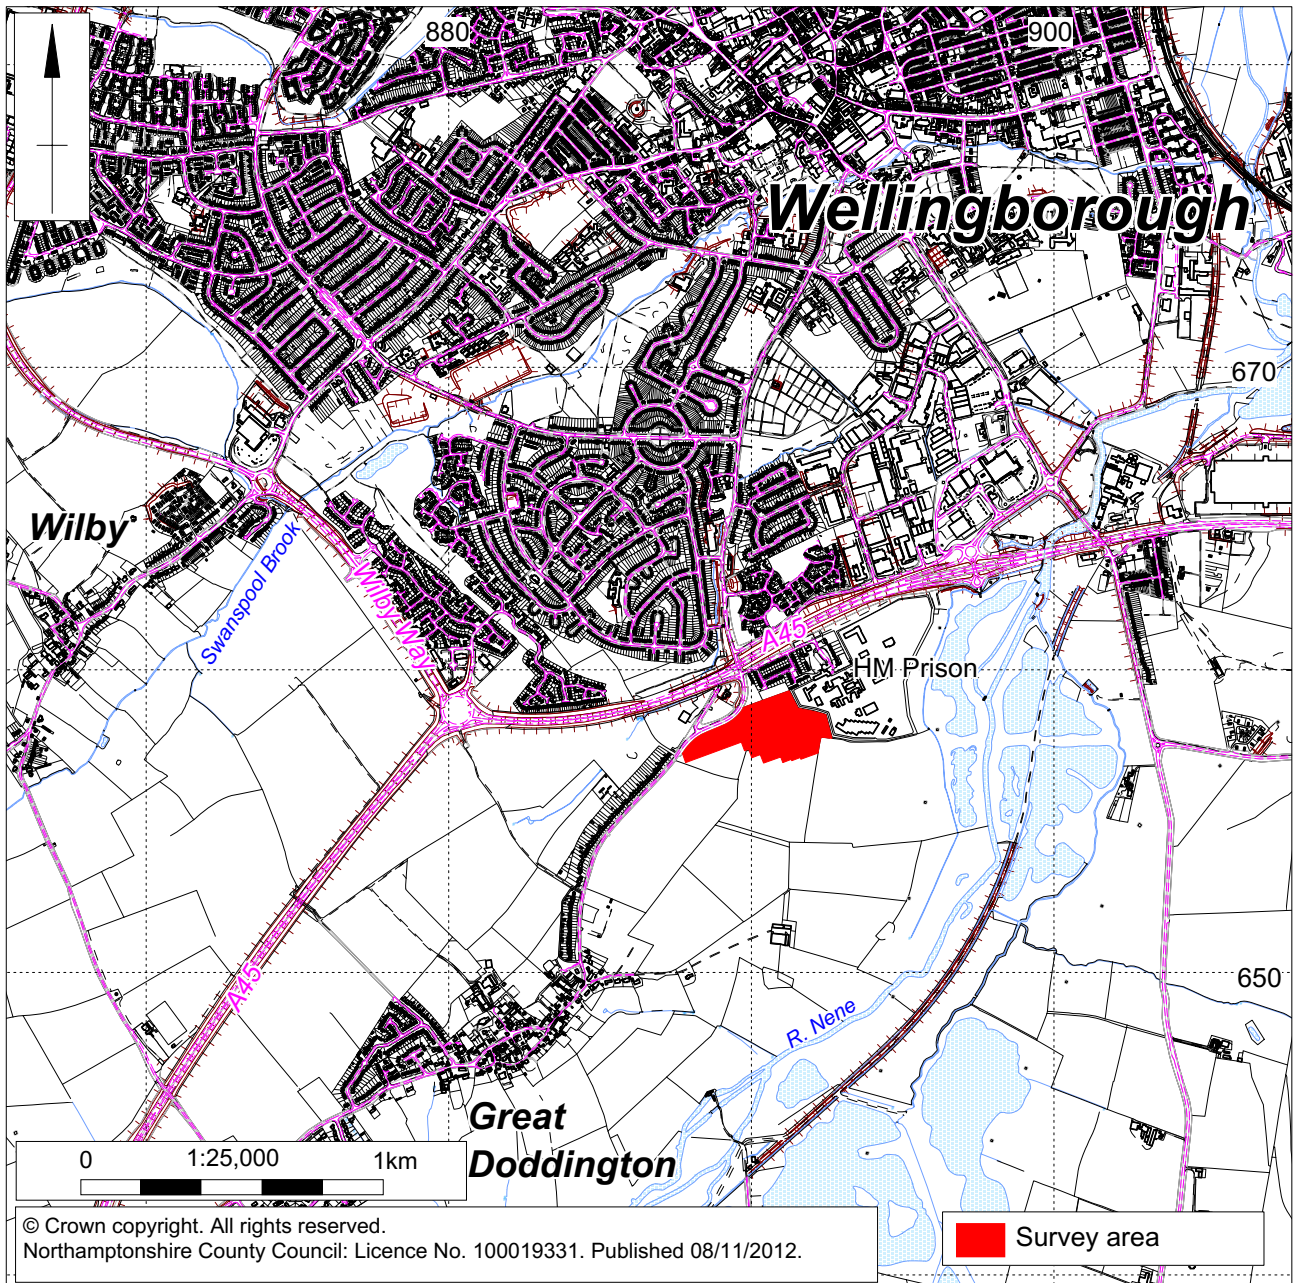 880
900
Wellingborough
670
Wilby
Swanspool Brook
Wilby Way
A45
HM Prison
A45
650
R. Nene
Great
Doddington
0 1:25,000 1km
© Crown copyright. All rights reserved.
Northamptonshire County Council: Licence No. 100019331. Published 08/11/2012.
Survey area